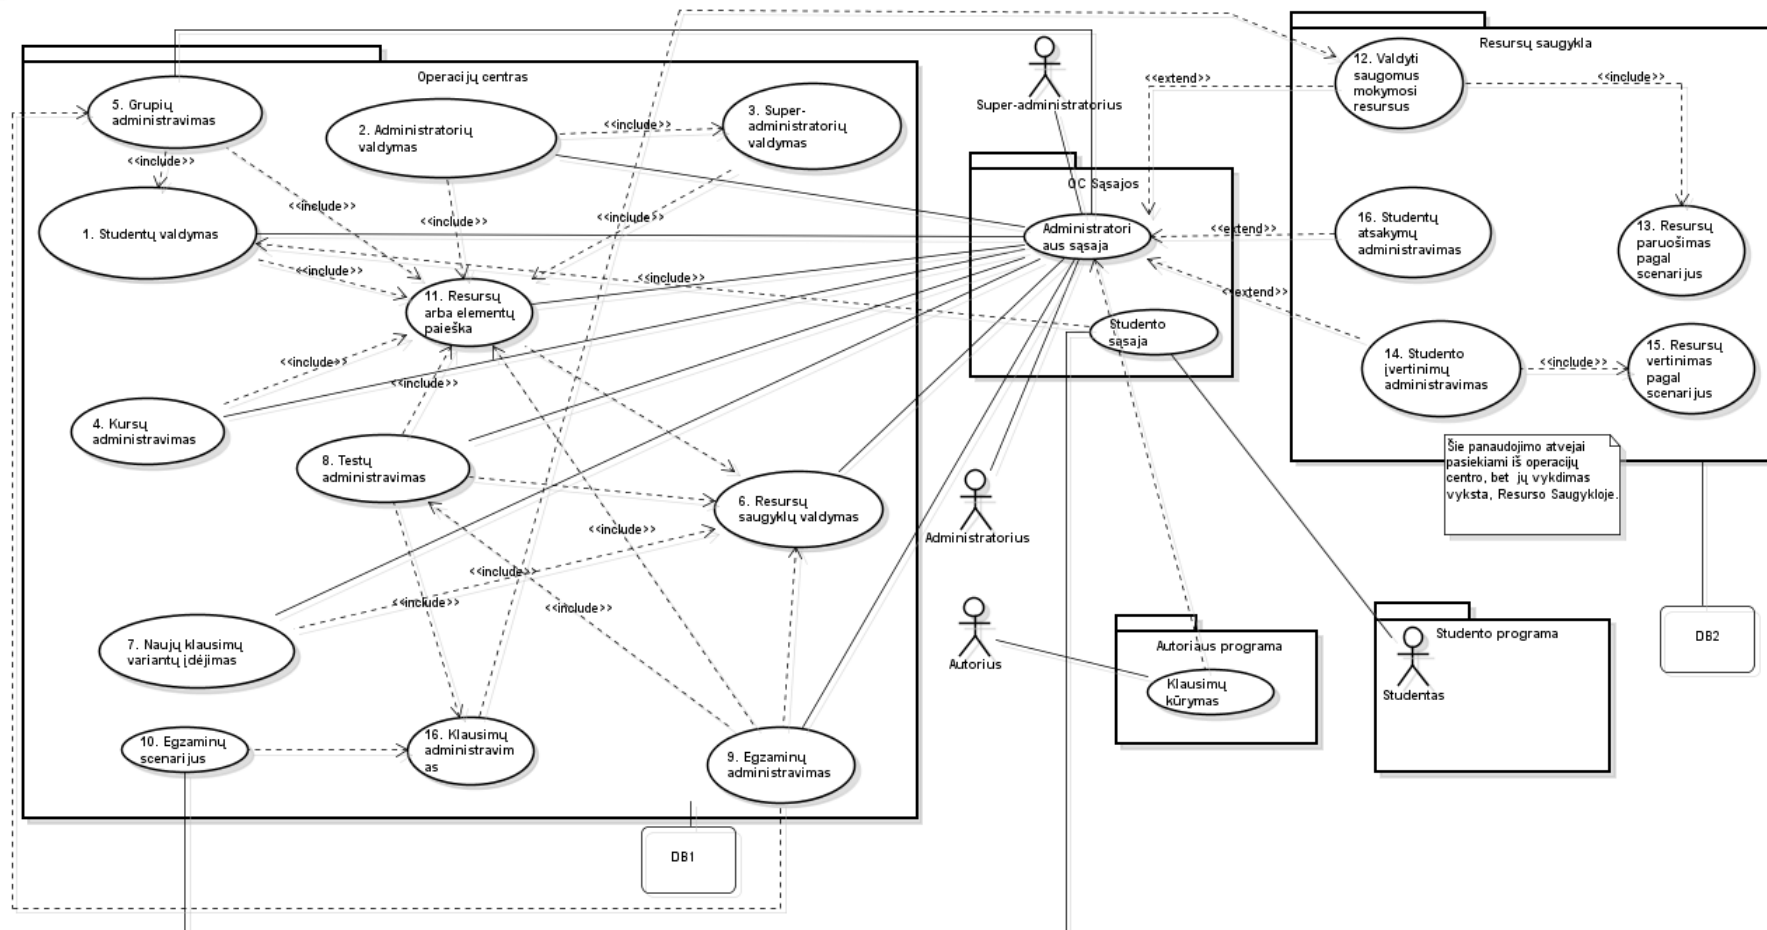 Operacijų centras
5. Grupių
administravimas
2. Administratorių
valdymas
3. Super-
administratorių
valdymas
<<include>>
<<include>>
1. Studentų valdymas
<<include>>
<<include>>
<<include>>
<<include>>
<<include>>
11. Resursų
arba elementų
paieška
<<include>>
<<include>>
4. Kursų
administravimas
8. Testų
administravimas
6. Resursų
saugyklų valdymas
<<include>>
<<include>>
<<include>>
<<include>>
7. Naujų klausimų
variantų įdėjimas
10. Egzaminų
scenarijus
16. Klausimų
administravim
as
9. Egzaminų
administravimas
DB1
Super-administratorius
OC Sąsajos
Administratori
aus sąsaja
Studento
sąsaja
Administratorius
Autorius
Autoriaus programa
Klausimų
kūrymas
Studento programa
Studentas
Resursų saugykla
12. Valdyti
saugomus
mokymosi
resursus
<<extend>>
<<include>>
16. Studentų
atsakymų
administravimas
<<extend>>
13. Resursų
paruošimas
pagal
scenarijus
<<extend>>
14. Studento
įvertinimų
administravimas
<<include>>
15. Resursų
vertinimas
pagal
scenarijus
Šie panaudojimo atvejai
pasiekiami iš operacijų
centro, bet jų vykdimas
vyksta, Resurso Saugykloje.
DB2